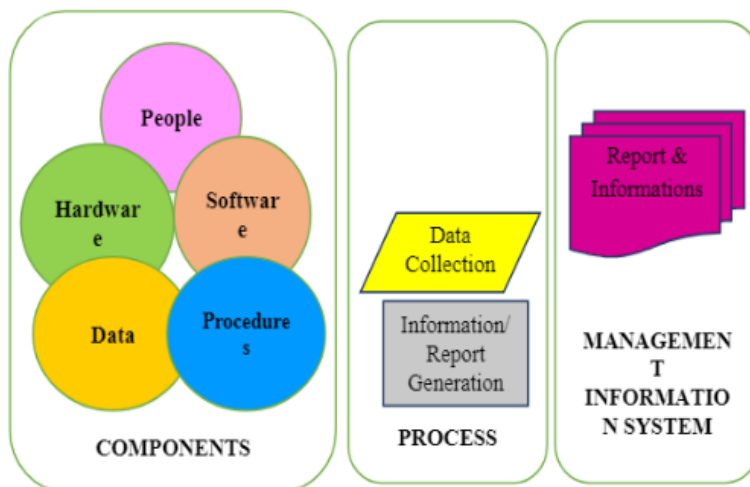 People
Hardwar
e
Softwar
e
Data
Procedure
s
COMPONENTS
Data
Collection
Information/
Report
Generation
PROCESS
Report &
Informations
MANAGEMEN
T
INFORMATIO
N SYSTEM